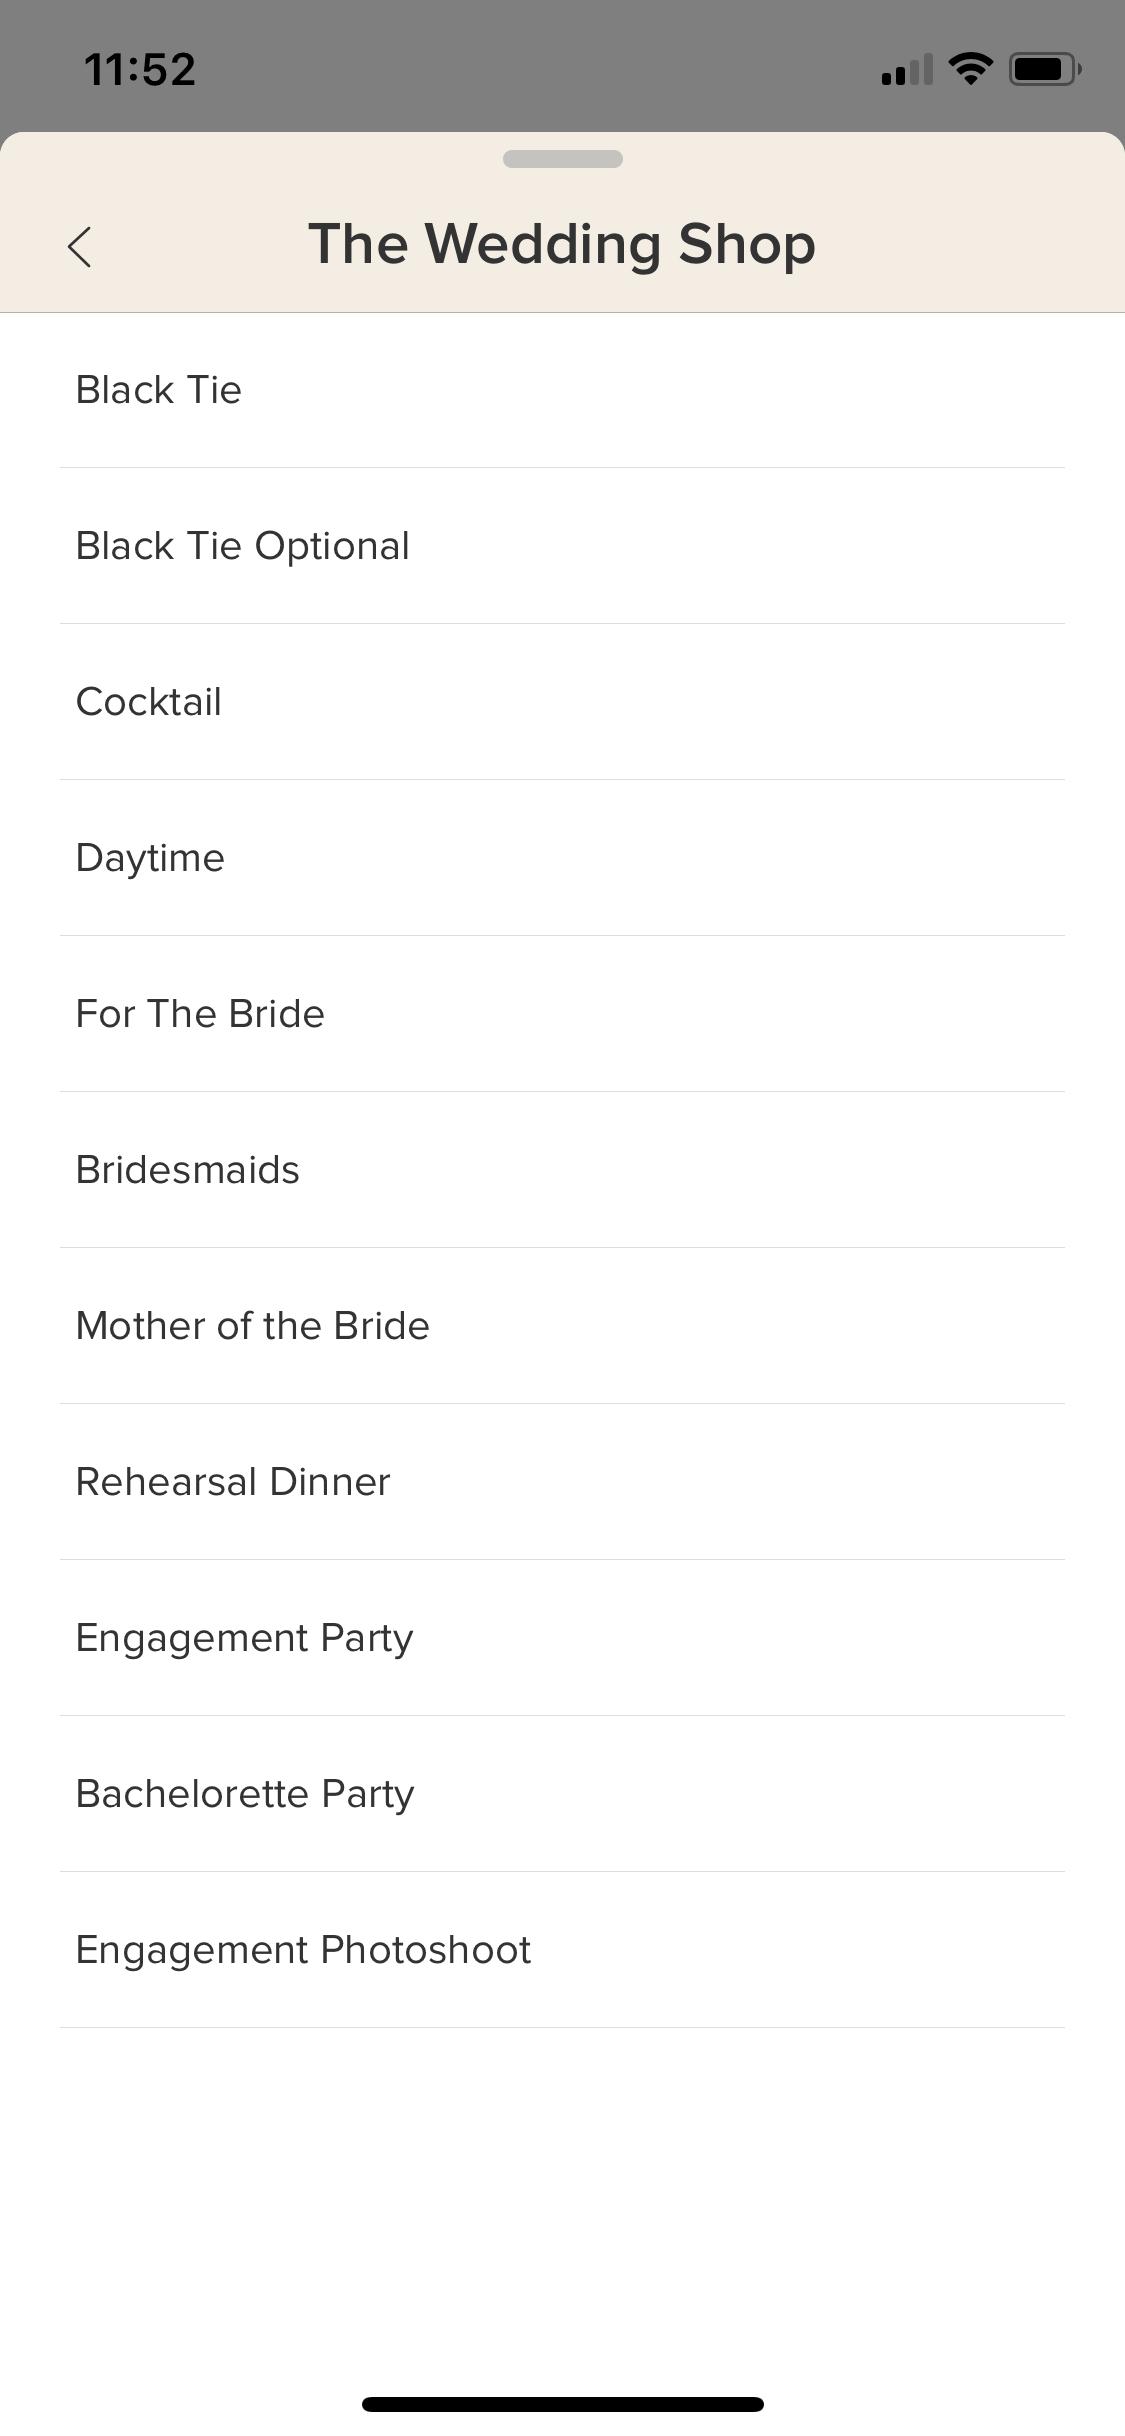 11:52
The Wedding Shop
Black Tie
Black Tie Optional
Cocktail
Daytime
For The Bride
Bridesmaids
Mother of the Bride
Rehearsal Dinner
Engagement Party
Bachelorette Party
Engagement Photoshoot